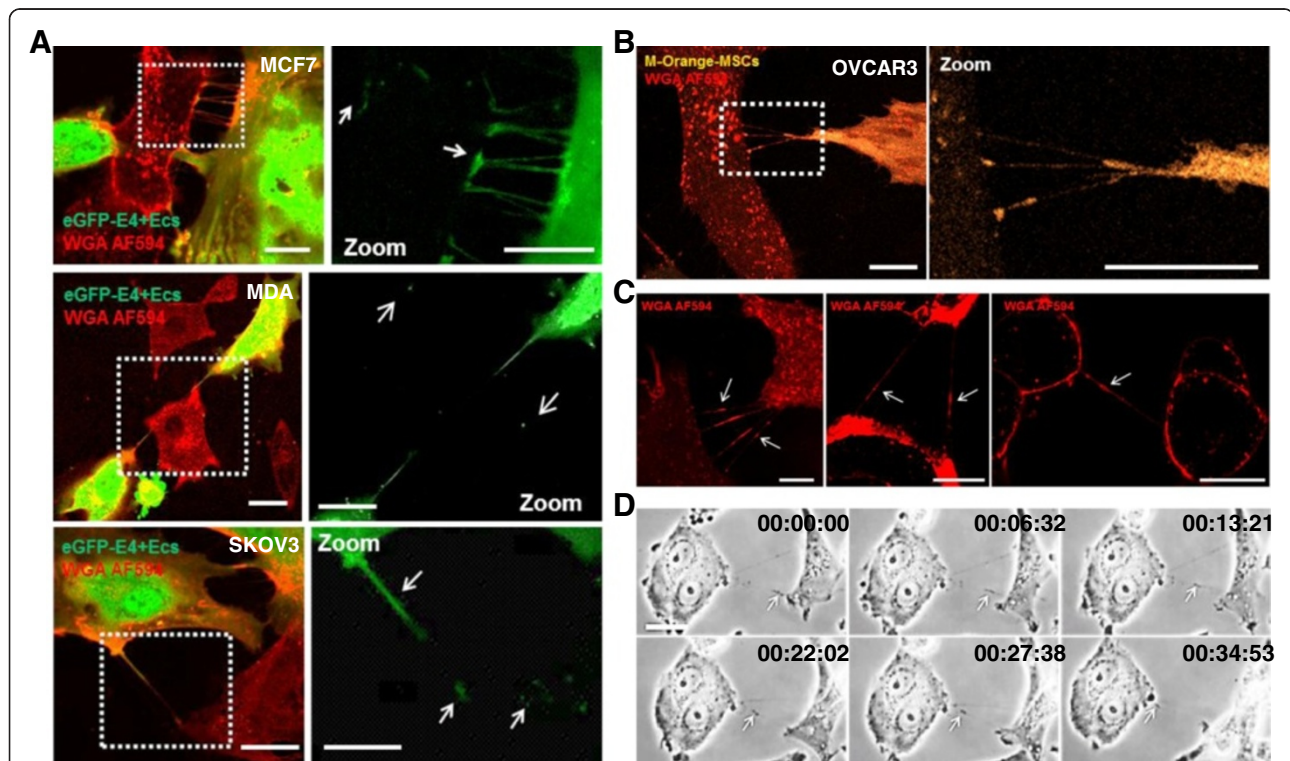 A
MCF7
eGFP-E4+Ecs
WGA AF594
Zoom
eGFP-E4+Ecs
MDA
WGA AF594
Zoom
eGFP-E4+Ecs
SKOV3
WGA AF594
Zoom
B
M-Orange-MSCs
OVCAR3
WGA AF594
Zoom
C
WGA AF594
WGA AF594
WGA AF594
D
00:00:00
00:06:32
00:13:21
00:22:02
00:27:38
00:34:53